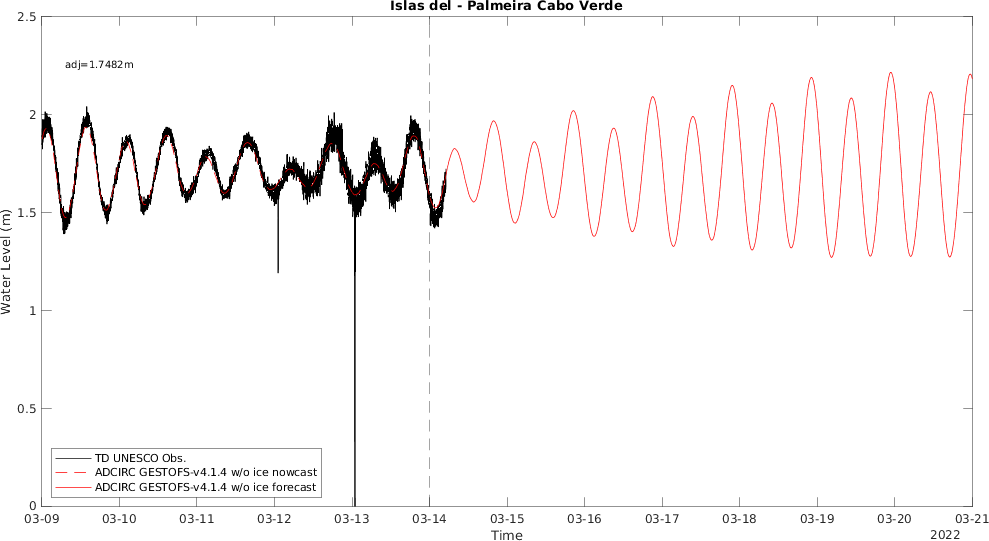 Islas del - Palmeira Cabo Verde
2.5
adj=1.7482m
2
1.5
Water Level (m)
1
0.5
TD UNESCO Obs.
ADCIRC GESTOFS-v4.1.4 w/o ice nowcast
ADCIRC GESTOFS-v4.1.4 w/o ice forecast
0
03-09 03-10 03-11 03-12 03-13 03-14 03-15 03-16 03-17 03-18 03-19 03-20 03-21
Time
2022